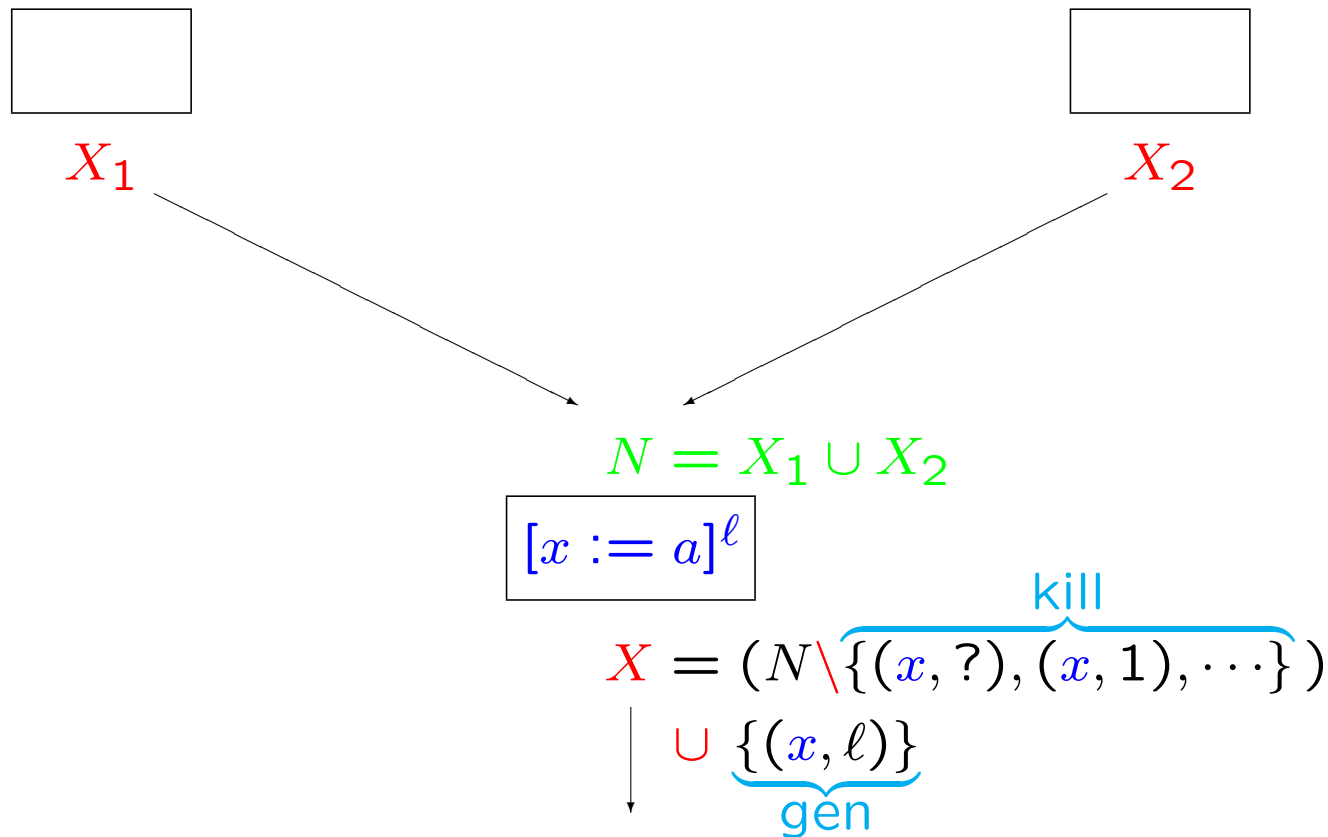 X₁ X₂
N = X₁ ∪ X₂
[x := a]^ℓ
kill
X = (N\{(x, ?), (x, 1), ⋯})
∪ {(x, ℓ)}
gen